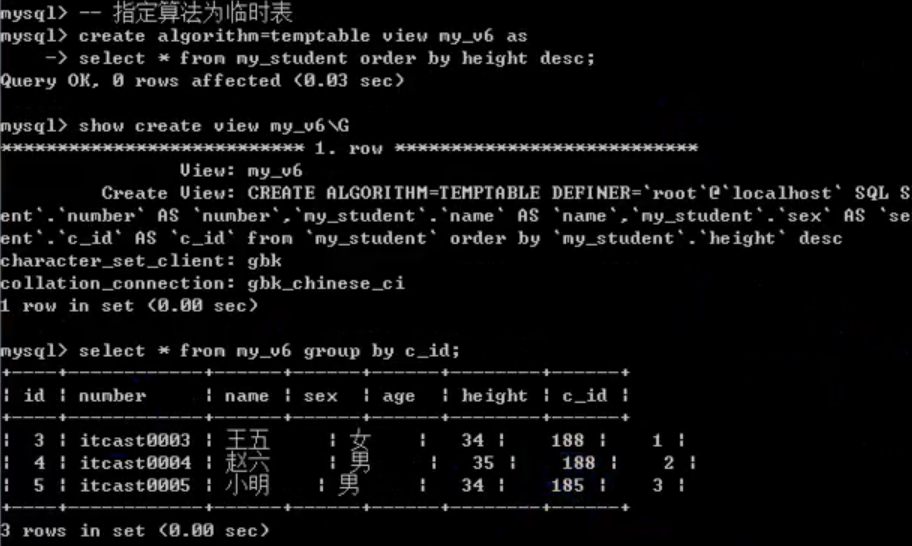 mysql> -- 指定算法为临时表
mysql> create algorithm=temptable view my_v6 as
    -> select * from my_student order by height desc;
Query OK, 0 rows affected (0.03 sec)

mysql> show create view my_v6\G
*************************** 1. row ***************************
                View: my_v6
         Create View: CREATE ALGORITHM=TEMPTABLE DEFINER=`root`@`localhost` SQL S
ent`.`number` AS `number`,`my_student`.`name` AS `name`,`my_student`.`sex` AS `se
ent`.`c_id` AS `c_id` from `my_student` order by `my_student`.`height` desc
character_set_client: gbk
collation_connection: gbk_chinese_ci
1 row in set (0.00 sec)

mysql> select * from my_v6 group by c_id;
+----+------------+------+------+------+--------+------+
| id | number     | name | sex  | age  | height | c_id |
+----+------------+------+------+------+--------+------+
|  3 | itcast0003 | 王五     | 女    |   34 |    188 |    1 |
|  4 | itcast0004 | 赵六     | 男    |   35 |    188 |    2 |
|  5 | itcast0005 | 小明    | 男    |   34 |    185 |    3 |
+----+------------+------+------+------+--------+------+
3 rows in set (0.00 sec)